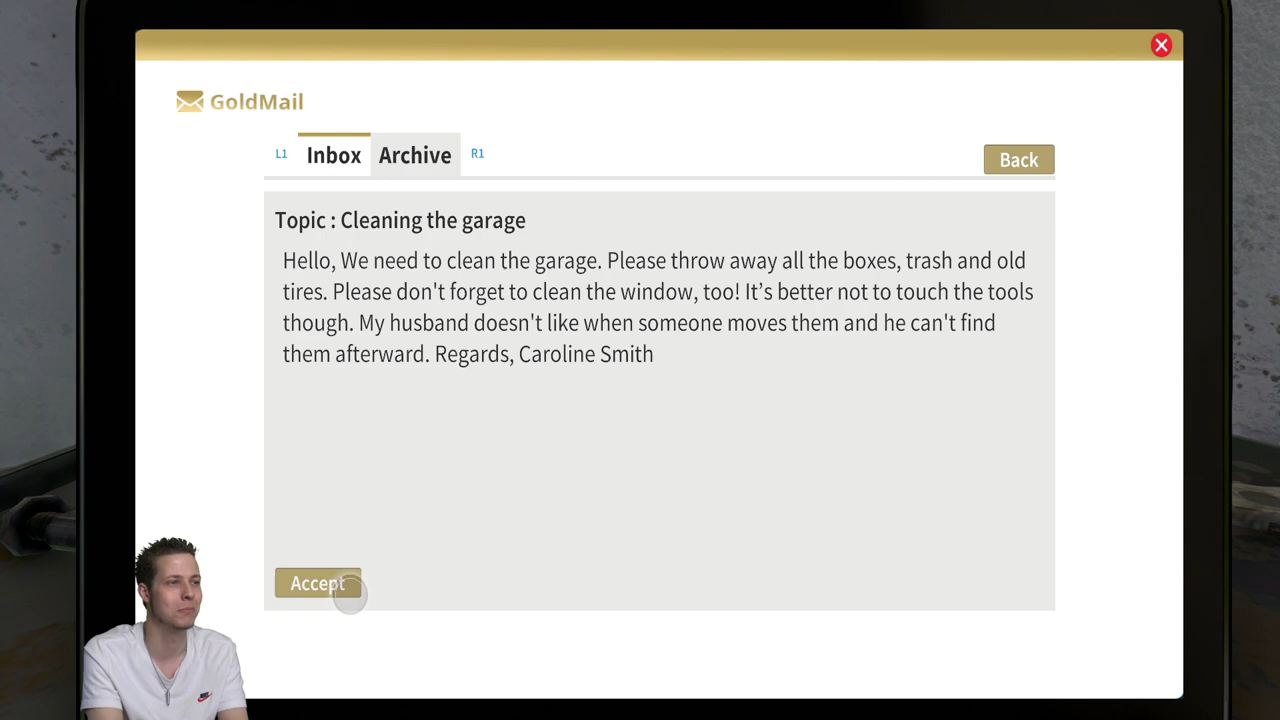 GoldMail
L1 Inbox Archive R1
Back
Topic : Cleaning the garage
Hello, We need to clean the garage. Please throw away all the boxes, trash and old
tires. Please don't forget to clean the window, too! It’s better not to touch the tools
though. My husband doesn't like when someone moves them and he can't find
them afterward. Regards, Caroline Smith
Accept